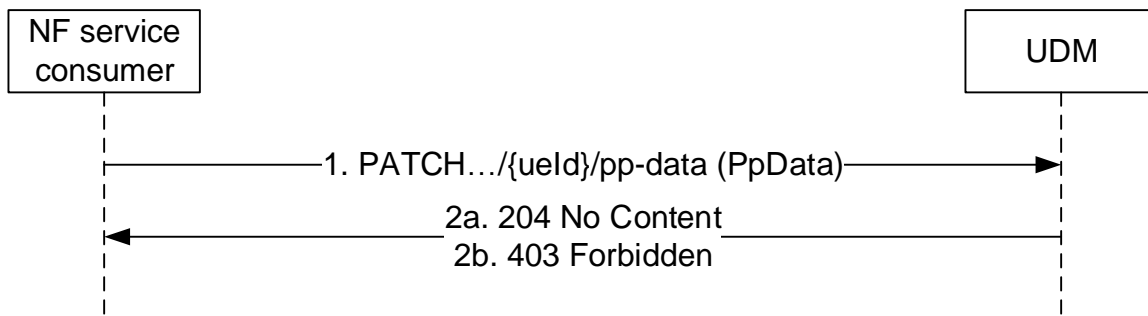 NF service
consumer
UDM
1. PATCH…/{ueId}/pp-data (PpData)
2a. 204 No Content
2b. 403 Forbidden